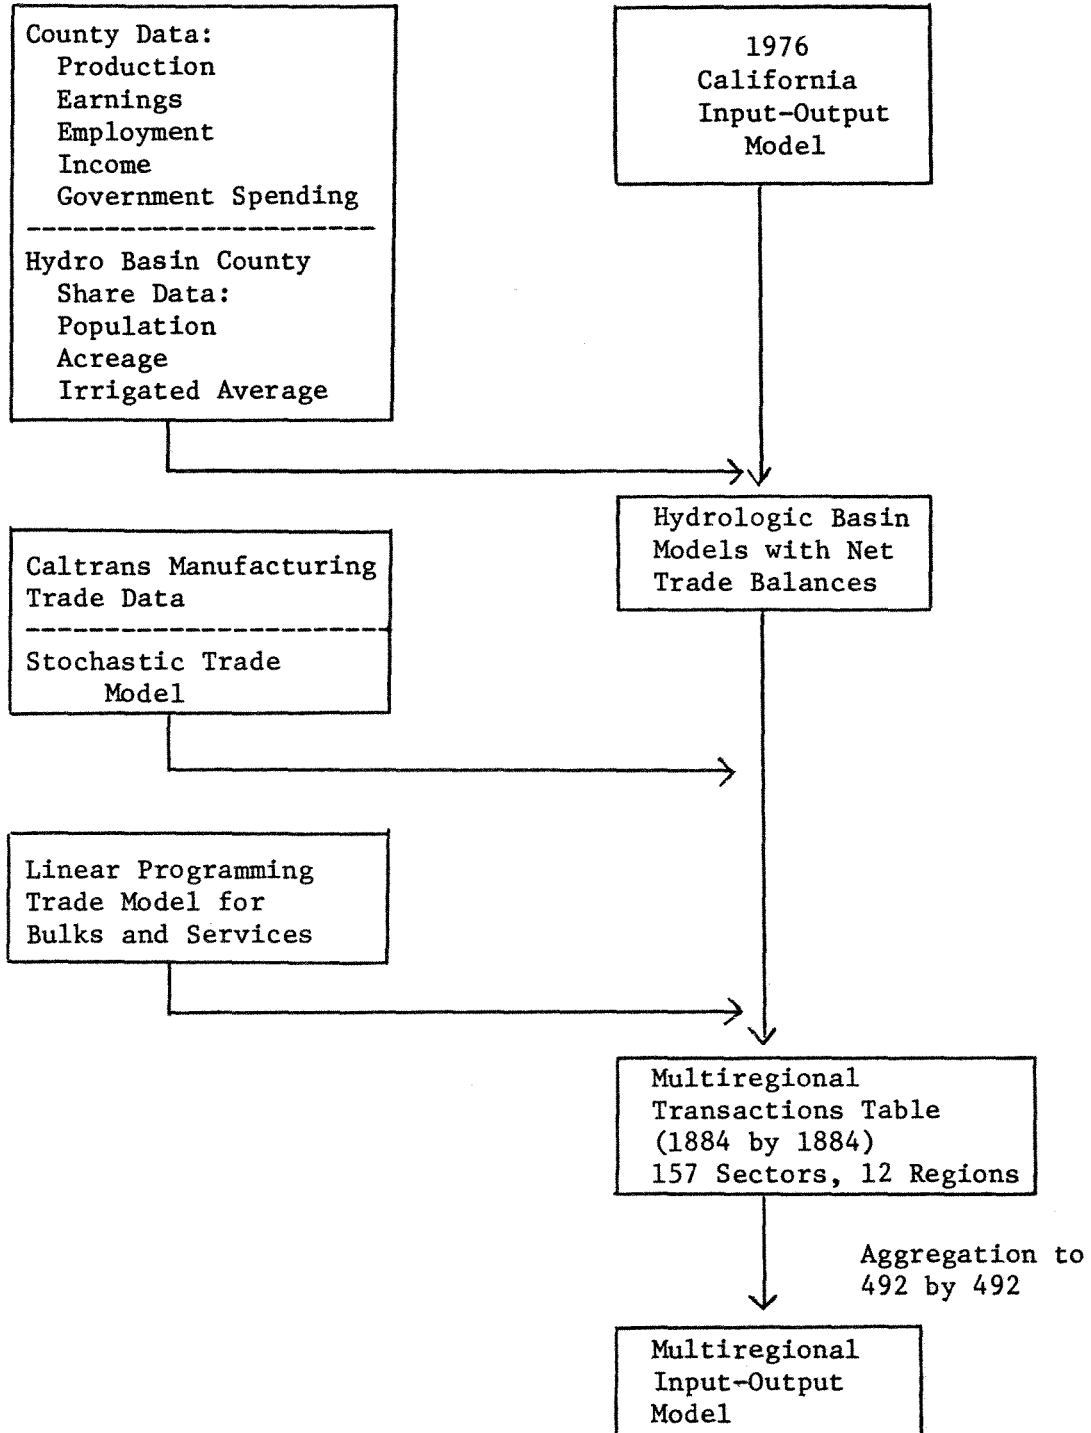 County Data:
Production
Earnings
Employment
Income
Government Spending
Hydro Basin County
Share Data:
Population
Acreage
Irrigated Average
1976
California
Input-Output
Model
Hydrologic Basin
Models with Net
Trade Balances
Caltrans Manufacturing
Trade Data
Stochastic Trade
Model
Linear Programming
Trade Model for
Bulks and Services
Multiregional
Transactions Table
(1884 by 1884)
157 Sectors, 12 Regions
Aggregation to
492 by 492
Multiregional
Input-Output
Model